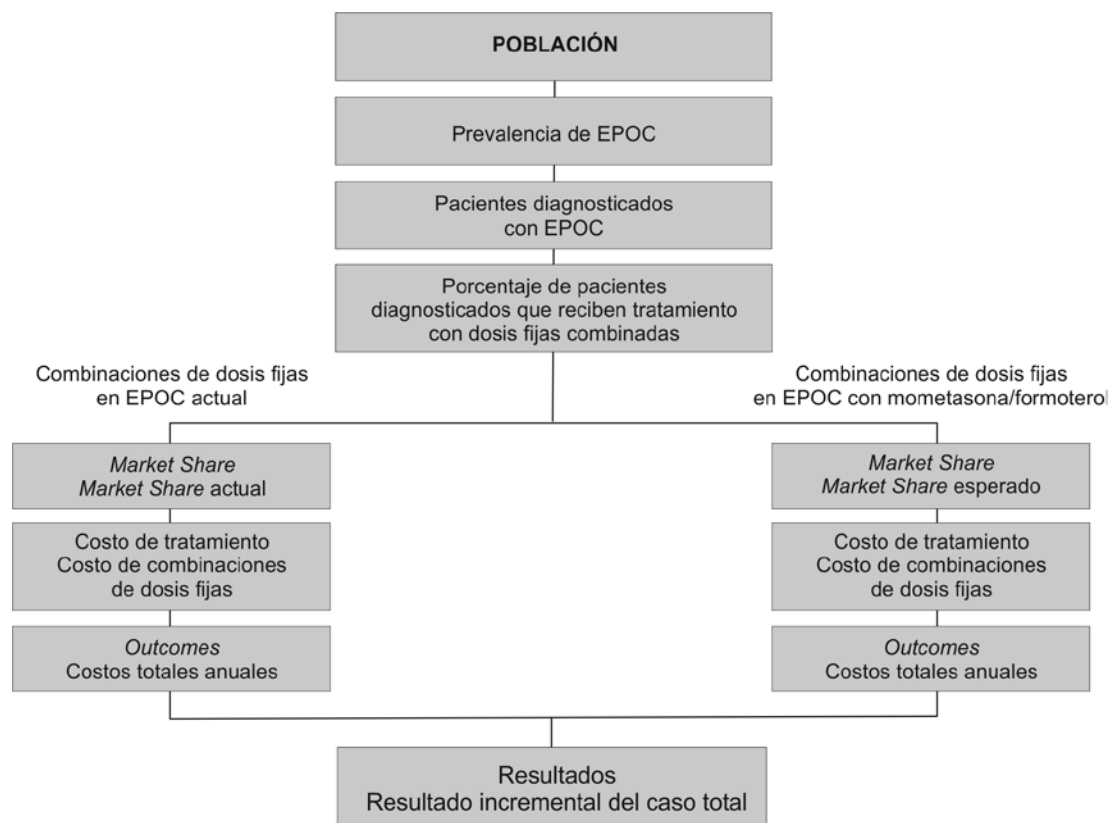 POBLACIÓN
Prevalencia de EPOC
Pacientes diagnosticados
con EPOC
Porcentaje de pacientes
diagnosticados que reciben tratamiento
con dosis fijas combinadas
Combinaciones de dosis fijas
en EPOC actual
Combinaciones de dosis fijas
en EPOC con mometasona/formoterol
Market Share
Market Share actual
Costo de tratamiento
Costo de combinaciones
de dosis fijas
Outcomes
Costos totales anuales
Market Share
Market Share esperado
Costo de tratamiento
Costo de combinaciones
de dosis fijas
Outcomes
Costos totales anuales
Resultados
Resultado incremental del caso total